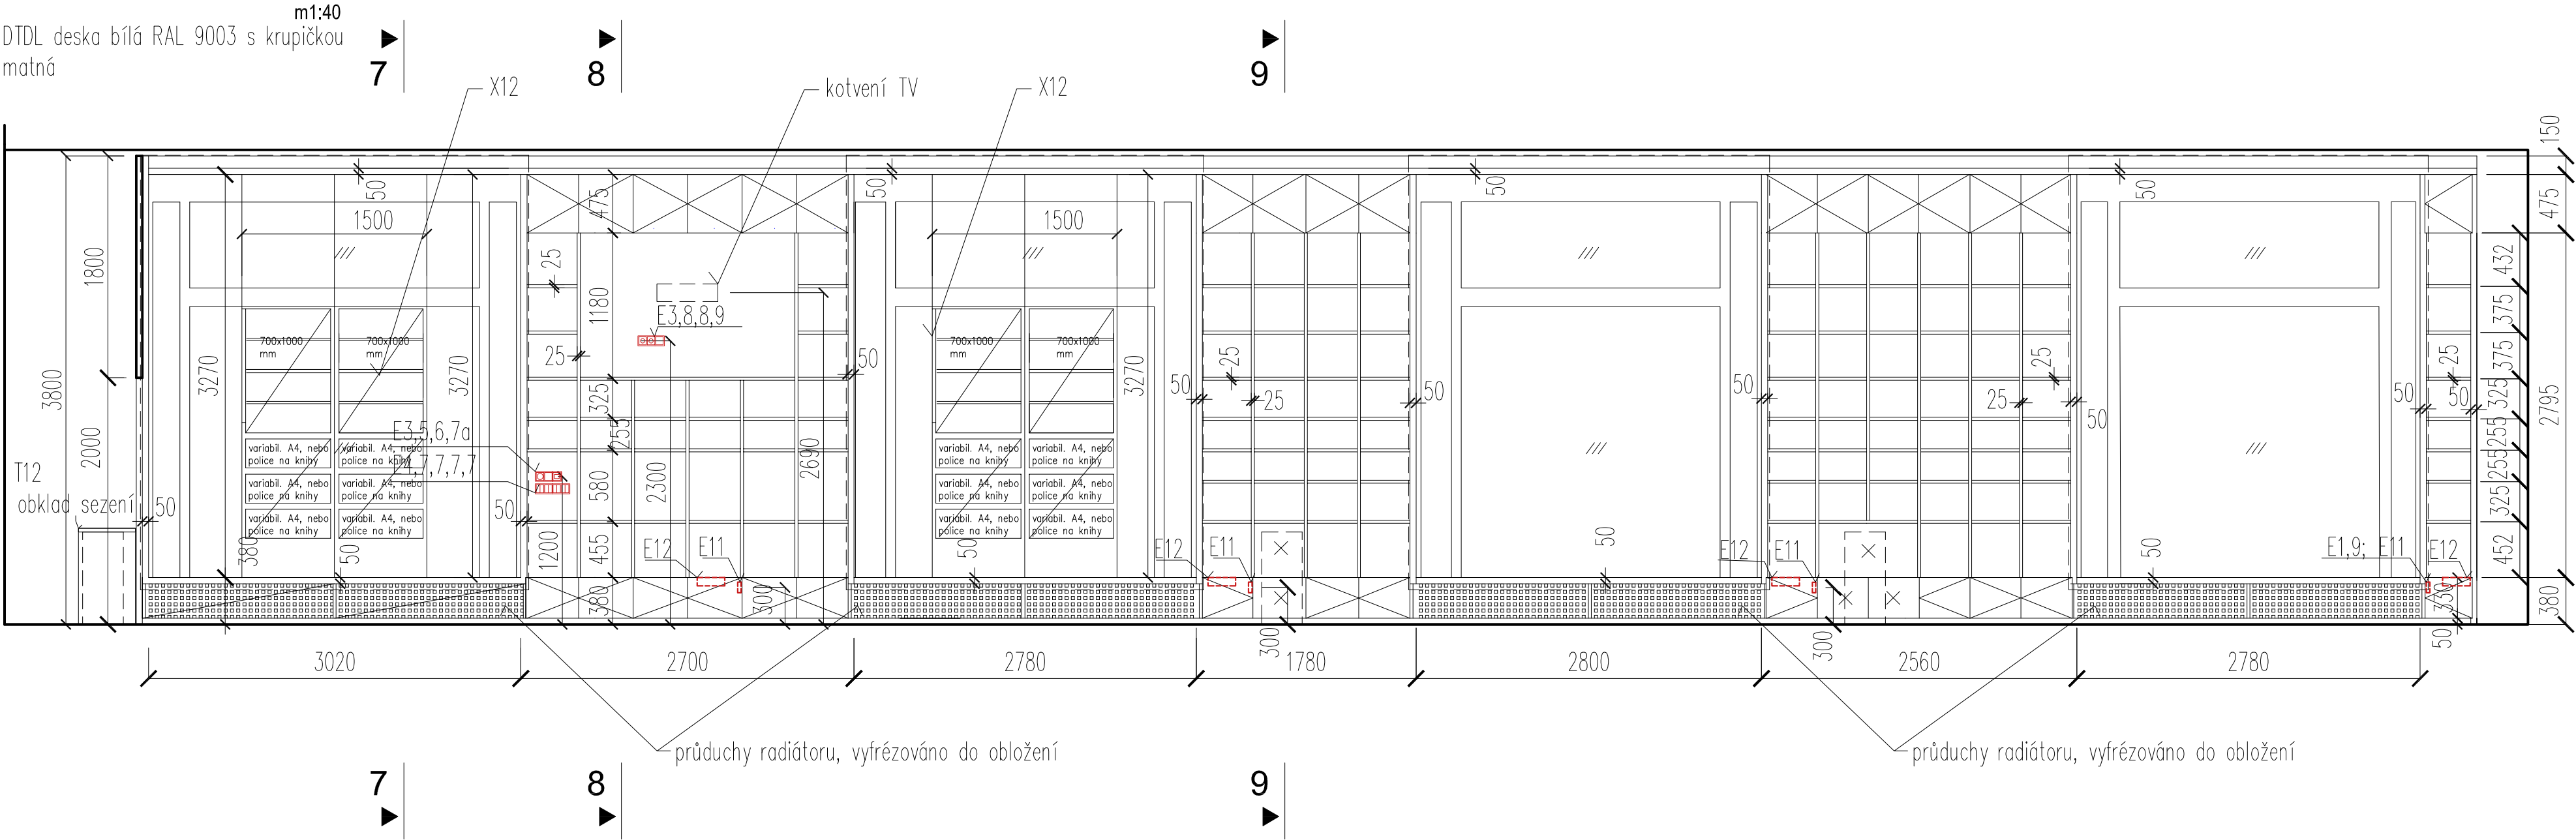 m1:40
DTDL deska bílá RAL 9003 s krupičkou
matná
7
8
9
X12
kotvení TV
X12
150
50
475
50
50
50
475
1500
1500
1800
25
1180
E3,8,8,9
432
375
375
700x1000
mm
700x1000
mm
700x1000
mm
700x1000
mm
3800
3270
3270
25
50
3270
50
25
25
50
50
25
25
50
50
25
50
325
2795
2000
325
255
E3,5,6,7a
E4,7,7,7,7
2300
2690
580
255
255
325
T12
obklad sezení
variabil. A4, nebo
police na knihy
variabil. A4, nebo
police na knihy
variabil. A4, nebo
police na knihy
variabil. A4, nebo
police na knihy
variabil. A4, nebo
police na knihy
variabil. A4, nebo
police na knihy
variabil. A4, nebo
police na knihy
variabil. A4, nebo
police na knihy
variabil. A4, nebo
police na knihy
variabil. A4, nebo
police na knihy
variabil. A4, nebo
police na knihy
variabil. A4, nebo
police na knihy
50
50
380
50
1200
455
E12
E11
50
E12
E11
50
E12
E11
50
E1,9;
E11
E12
452
380
300
300
300
330
50
380
3020
2700
2780
1780
2800
2560
2780
průduchy radiátoru, vyfrézováno do obložení
průduchy radiátoru, vyfrézováno do obložení
7
8
9